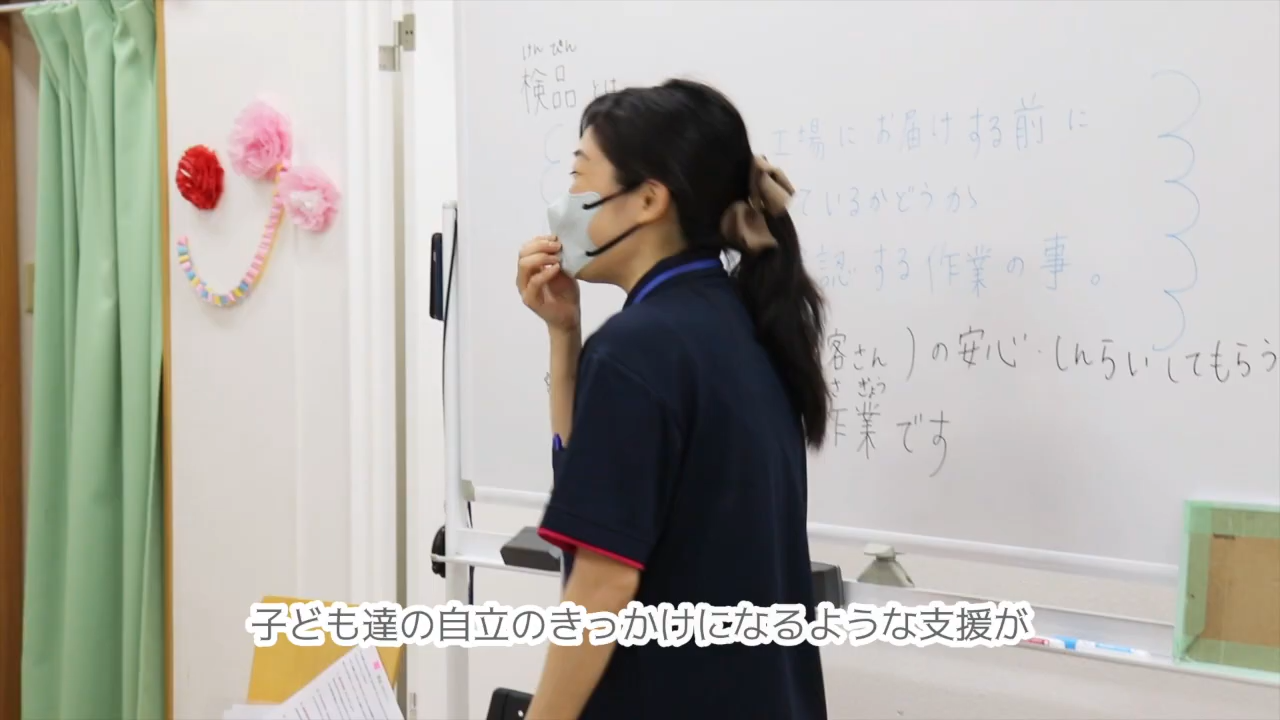 けんぴん
検品とは
工場にお届けする前に
ているかどうか
認する作業の事。
客さん)の安心・しんらいしてもらう
さぎょう
作業です
子ども達の自立のきっかけになるような支援が